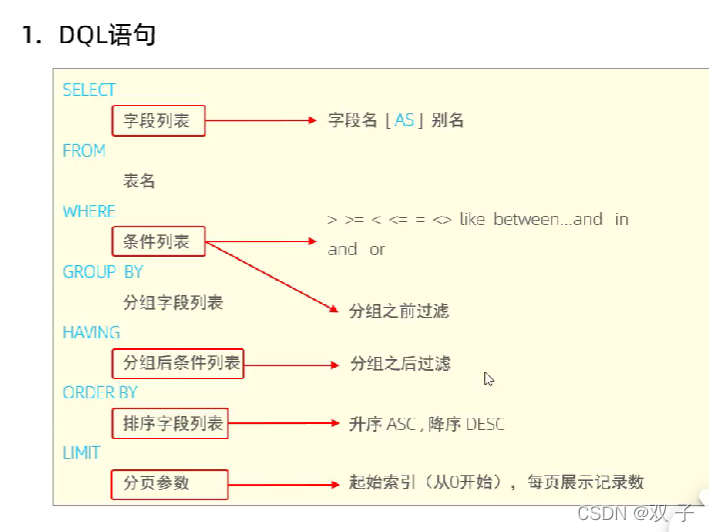 1. DQL语句
SELECT
字段列表 字段名 [ AS ] 别名
FROM
表名
WHERE
> >= < <= = <> like between...and in
条件列表
and or
GROUP BY
分组字段列表 分组之前过滤
HAVING
分组后条件列表 分组之后过滤
ORDER BY
排序字段列表 升序 ASC , 降序 DESC
LIMIT
分页参数 起始索引（从0开始），每页展示记录数
CSDN @双 子